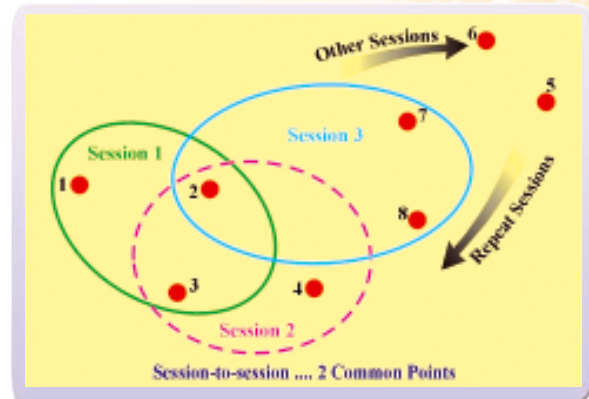 Other Sessions
6
5
7
Session 3
Session 1
1
2
8
Repeat Sessions
3
4
Session 2
Session-to-session .... 2 Common Points